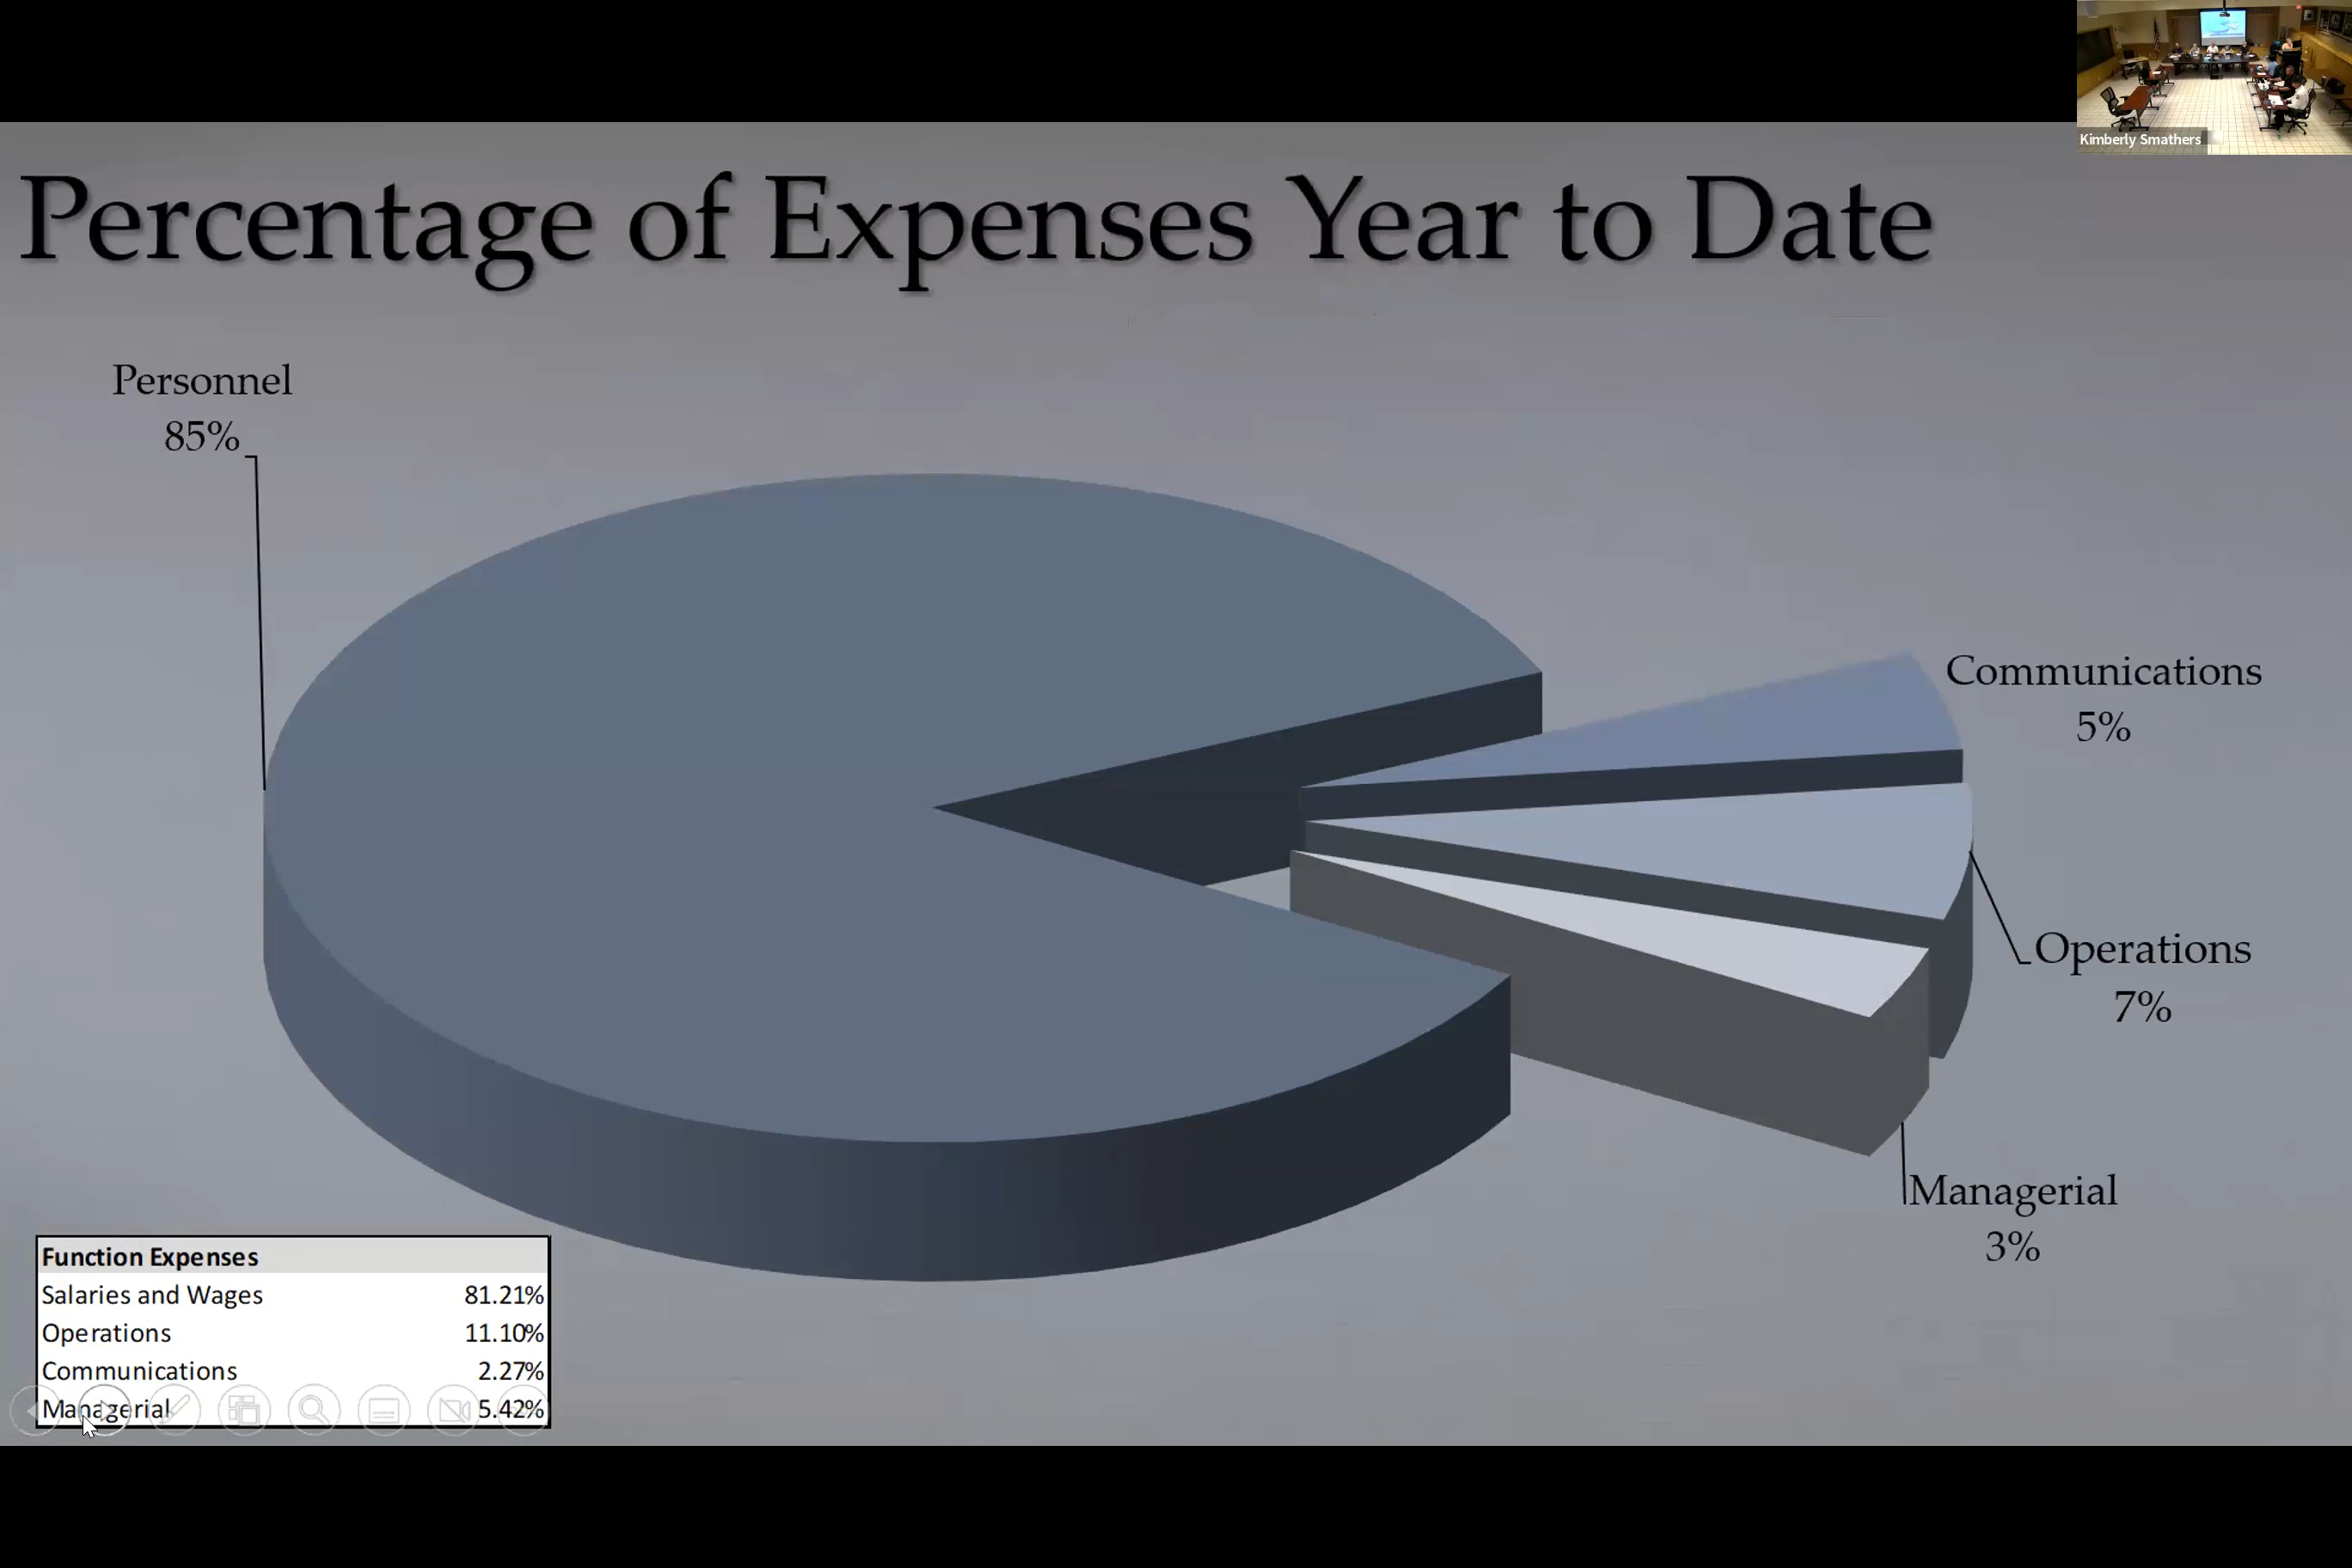 Kimberly Smathers
Percentage of Expenses Year to Date
Personnel
85%
Communications
5%
Operations
7%
Managerial
3%
Function Expenses
Salaries and Wages 81.21%
Operations 11.10%
Communications 2.27%
Managerial 5.42%